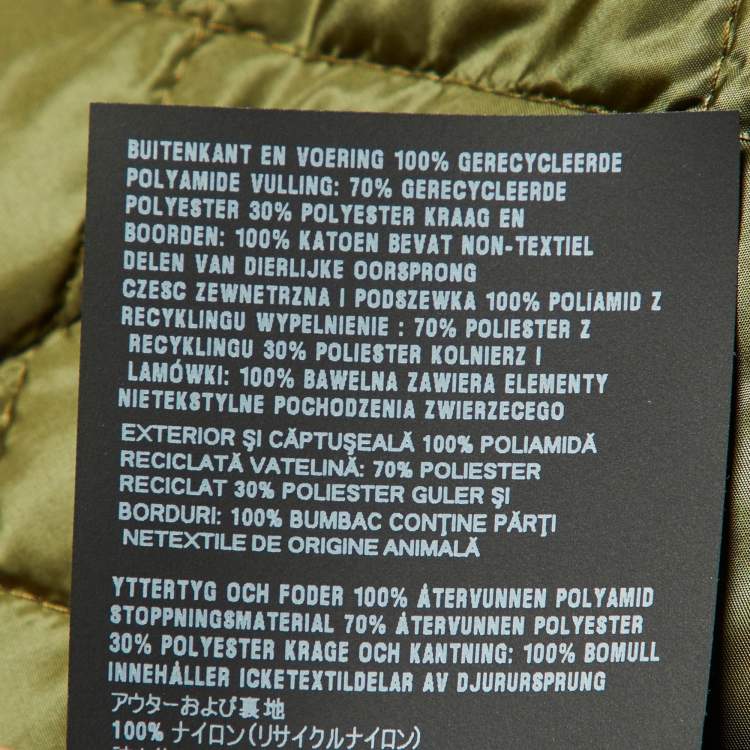 BUITENKANT EN VOERING 100% GERECYCLEERDE
POLYAMIDE VULLING: 70% GERECYCLEERDE
POLYESTER 30% POLYESTER KRAAG EN
BOORDEN: 100% KATOEN BEVAT NON-TEXTIEL
DELEN VAN DIERLIJKE OORSPRONG
CZESC ZEWNETRZNA I PODSZEWKA 100% POLIAMID Z
RECYKLINGU WYPELNIENIE : 70% POLIESTER Z
RECYKLINGU 30% POLIESTER KOLNIERZ I
LAMÓWKI: 100% BAWELNA ZAWIERA ELEMENTY
NIETEKSTYLNE POCHODZENIA ZWIERZECEGO
EXTERIOR ŞI CĂPTUŞEALĂ 100% POLIAMIDĂ
RECICLATĂ VATELINĂ: 70% POLIESTER
RECICLAT 30% POLIESTER GULER ŞI
BORDURI: 100% BUMBAC CONŢINE PĂRŢI
NETEXTILE DE ORIGINE ANIMALĂ
YTTERTYG OCH FODER 100% ÅTERVUNNEN POLYAMID
STOPPNINGSMATERIAL 70% ÅTERVUNNEN POLYESTER
30% POLYESTER KRAGE OCH KANTNING: 100% BOMULL
INNEHÅLLER ICKETEXTILDELAR AV DJURURSPRUNG
アウターおよび裏地
100% ナイロン(リサイクルナイロン)